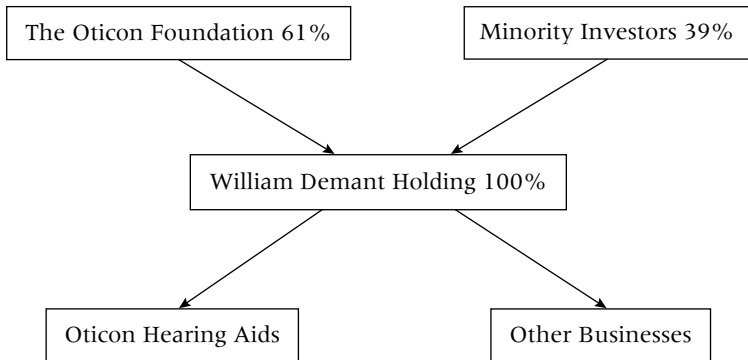 The Oticon Foundation 61%
Minority Investors 39%
William Demant Holding 100%
Oticon Hearing Aids
Other Businesses